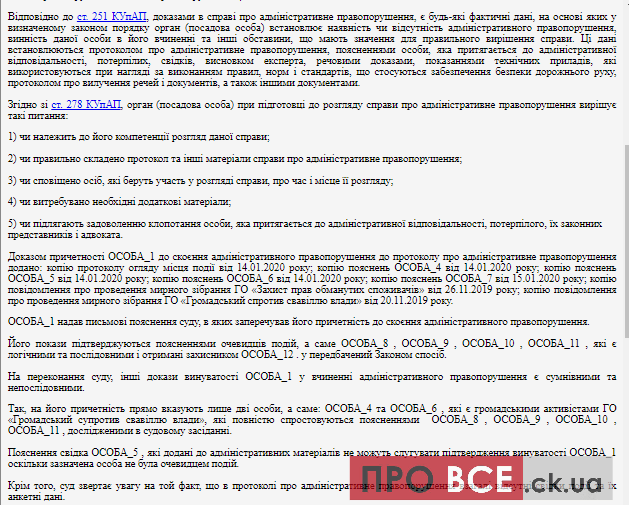 Відповідно до ст. 251 КУпАП, доказами в справі про адміністративне правопорушення, є будь-які фактичні дані, на основі яких у
визначеному законом порядку орган (посадова особа) встановлює наявність чи відсутність адміністративного правопорушення,
винність даної особи в його вчиненні та інші обставини, що мають значення для правильного вирішення справи. Ці дані
встановлюються протоколом про адміністративне правопорушення, поясненнями особи, яка притягається до адміністративної
відповідальності, потерпілих, свідків, висновком експерта, речовими доказами, показаннями технічних приладів, які
використовуються при нагляді за виконанням правил, норм і стандартів, що стосуються забезпечення безпеки дорожнього руху,
протоколом про вилучення речей і документів, а також іншими документами.
Згідно зі ст. 278 КУпАП, орган (посадова особа) при підготовці до розгляду справи про адміністративне правопорушення вирішує
такі питання:
1) чи належить до його компетенції розгляд даної справи;
2) чи правильно складено протокол та інші матеріали справи про адміністративне правопорушення;
3) чи сповіщено осіб, які беруть участь у розгляді справи, про час і місце її розгляду;
4) чи витребувано необхідні додаткові матеріали;
5) чи підлягають задоволенню клопотання особи, яка притягається до адміністративної відповідальності, потерпілого, їх законних
представників і адвоката.
Доказом причетності ОСОБА_1 до скоєння адміністративного правопорушення до протоколу про адміністративне правопорушення
додано: копію протоколу огляду місця події від 14.01.2020 року; копію пояснень ОСОБА_4 від 14.01.2020 року; копію пояснень
ОСОБА_5 від 14.01.2020 року; копію пояснень ОСОБА_6 від 14.01.2020 року; копію пояснень ОСОБА_7 від 15.01.2020 року; копію
повідомлення про проведення мирного зібрання ГО «Захист прав обманутих споживачів» від 26.11.2019 року; копію повідомлення
про проведення мирного зібрання ГО «Громадський спротив свавіллю влади» від 20.11.2019 року.
ОСОБА_1 надав письмові пояснення суду, в яких заперечував його причетність до скоєння адміністративного правопорушення.
Його покази підтверджуються поясненнями очевидців подій, а саме ОСОБА_8 , ОСОБА_9 , ОСОБА_10 , ОСОБА_11 , які є
логічними та послідовними і отримані захисником ОСОБА_12 . у передбачений Законом спосіб.
На переконання суду, інші докази винуватості ОСОБА_1 у вчиненні адміністративного правопорушення є сумнівними та
непослідовними.
Так, на його причетність прямо вказують лише дві особи, а саме: ОСОБА_4 та ОСОБА_6 , які є громадськими активістами ГО
«Громадський супротив свавіллю влади», які повністю спростовуються поясненнями ОСОБА_8 , ОСОБА_9 , ОСОБА_10 ,
ОСОБА_11 , дослідженими в судовому засіданні.
Пояснення свідка ОСОБА_5 , які додані до адміністративних матеріалів не можуть слугувати підтвердження винуватості ОСОБА_1
оскільки зазначена особа не була очевидцем подій.
Крім того, суд звертає увагу на той факт, що в протоколі про адміністративне правопорушення їх
анкетні дані.
ПРО ВСЕ.ck.ua